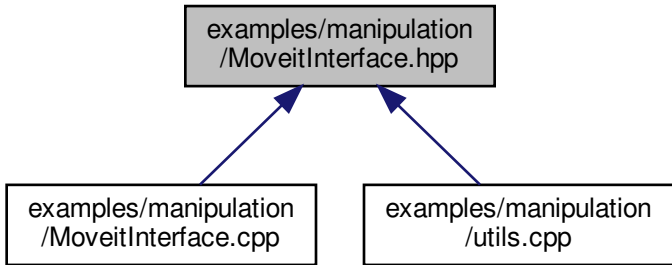 examples/manipulation
/MoveitInterface.hpp
examples/manipulation
/MoveitInterface.cpp
examples/manipulation
/utils.cpp